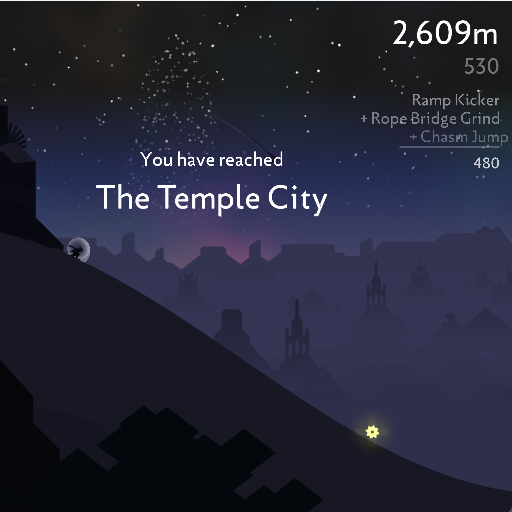 2,609m
530
Ramp Kicker
+ Rope Bridge Grind
+ Chasm Jump
480
You have reached
The Temple City